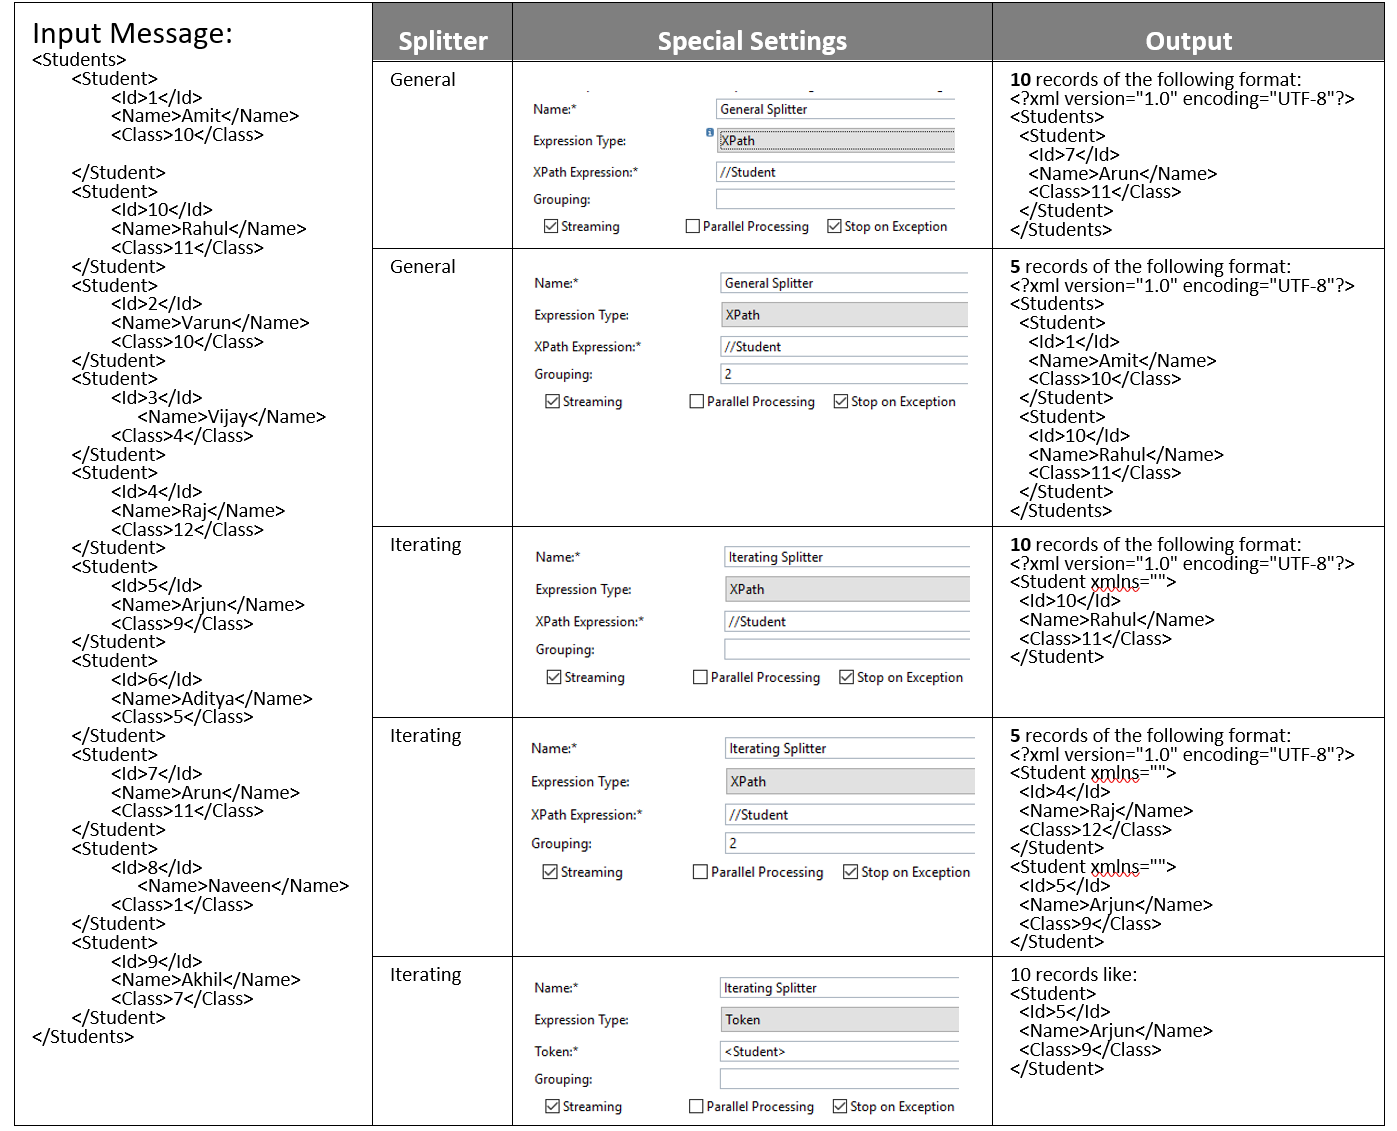 Input Message:
<Students>
<Student>
<Id>1</Id>
<Name>Amit</Name>
<Class>10</Class>
</Student>
<Student>
<Id>10</Id>
<Name>Rahul</Name>
<Class>11</Class>
</Student>
<Student>
<Id>2</Id>
<Name>Varun</Name>
<Class>10</Class>
</Student>
<Student>
<Id>3</Id>
<Name>Vijay</Name>
<Class>4</Class>
</Student>
<Student>
<Id>4</Id>
<Name>Raj</Name>
<Class>12</Class>
</Student>
<Student>
<Id>5</Id>
<Name>Arjun</Name>
<Class>9</Class>
</Student>
<Student>
<Id>6</Id>
<Name>Aditya</Name>
<Class>5</Class>
</Student>
<Student>
<Id>7</Id>
<Name>Arun</Name>
<Class>11</Class>
</Student>
<Student>
<Id>8</Id>
<Name>Naveen</Name>
<Class>1</Class>
</Student>
<Student>
<Id>9</Id>
<Name>Akhil</Name>
<Class>7</Class>
</Student>
</Students>
Splitter Special Settings Output
General
Name:* General Splitter
Expression Type: XPath
XPath Expression:* //Student
Grouping:
Streaming Parallel Processing Stop on Exception
10 records of the following format:
<?xml version="1.0" encoding="UTF-8"?>
<Students>
<Student>
<Id>7</Id>
<Name>Arun</Name>
<Class>11</Class>
</Student>
</Students>
General
Name:* General Splitter
Expression Type: XPath
XPath Expression:* //Student
Grouping: 2
Streaming Parallel Processing Stop on Exception
5 records of the following format:
<?xml version="1.0" encoding="UTF-8"?>
<Students>
<Student>
<Id>1</Id>
<Name>Amit</Name>
<Class>10</Class>
</Student>
<Student>
<Id>10</Id>
<Name>Rahul</Name>
<Class>11</Class>
</Student>
</Students>
Iterating
Name:* Iterating Splitter
Expression Type: XPath
XPath Expression:* //Student
Grouping:
Streaming Parallel Processing Stop on Exception
10 records of the following format:
<?xml version="1.0" encoding="UTF-8"?>
<Student xmlns="">
<Id>10</Id>
<Name>Rahul</Name>
<Class>11</Class>
</Student>
Iterating
Name:* Iterating Splitter
Expression Type: XPath
XPath Expression:* //Student
Grouping: 2
Streaming Parallel Processing Stop on Exception
5 records of the following format:
<?xml version="1.0" encoding="UTF-8"?>
<Student xmlns="">
<Id>4</Id>
<Name>Raj</Name>
<Class>12</Class>
</Student>
<Student xmlns="">
<Id>5</Id>
<Name>Arjun</Name>
<Class>9</Class>
</Student>
Iterating
Name:* Iterating Splitter
Expression Type: Token
Token:* <Student>
Grouping:
Streaming Parallel Processing Stop on Exception
10 records like:
<Student>
<Id>5</Id>
<Name>Arjun</Name>
<Class>9</Class>
</Student>